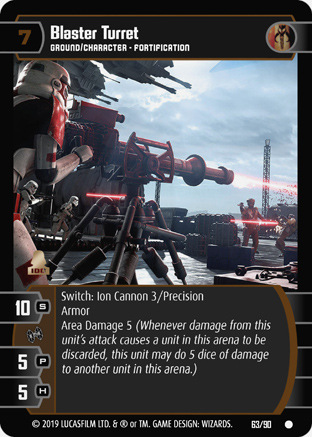 7
Blaster Turret
GROUND/CHARACTER - FORTIFICATION
10 S
5 P
5 H
Switch: Ion Cannon 3/Precision
Armor
Area Damage 5 (Whenever damage from this
unit's attack causes a unit in this arena to be
discarded, this unit may do 5 dice of damage
to another unit in this arena.)
© 2019 LUCASFILM LTD. & ® or TM. GAME DESIGN: WIZARDS.
63/90